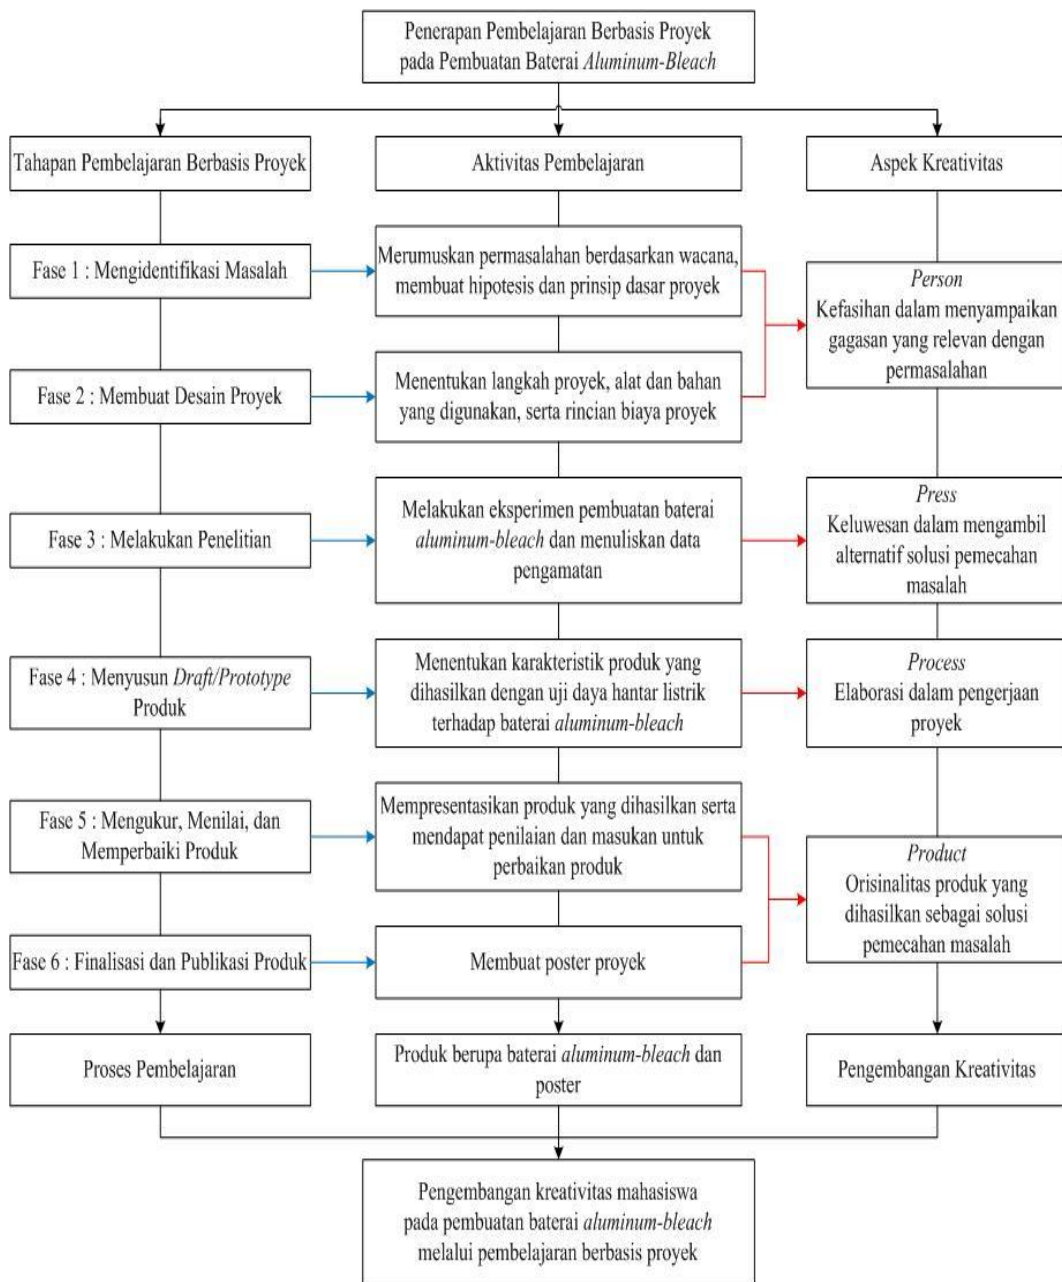 Penerapan Pembelajaran Berbasis Proyek
pada Pembuatan Baterai Aluminum-Bleach
Tahapan Pembelajaran Berbasis Proyek
Aktivitas Pembelajaran
Aspek Kreativitas
Fase 1 : Mengidentifikasi Masalah
Merumuskan permasalahan berdasarkan wacana,
membuat hipotesis dan prinsip dasar proyek
Person
Kefasihan dalam menyampaikan
gagasan yang relevan dengan
permasalahan
Fase 2 : Membuat Desain Proyek
Menentukan langkah proyek, alat dan bahan
yang digunakan, serta rincian biaya proyek
Fase 3 : Melakukan Penelitian
Melakukan eksperimen pembuatan baterai
aluminum-bleach dan menuliskan data
pengamatan
Press
Keluwesan dalam mengambil
alternatif solusi pemecahan
masalah
Fase 4 : Menyusun Draft/Prototype
Produk
Menentukan karakteristik produk yang
dihasilkan dengan uji daya hantar listrik
terhadap baterai aluminum-bleach
Process
Elaborasi dalam pengerjaan
proyek
Fase 5 : Mengukur, Menilai, dan
Memperbaiki Produk
Mempresentasikan produk yang dihasilkan serta
mendapat penilaian dan masukan untuk
perbaikan produk
Product
Orisinalitas produk yang
dihasilkan sebagai solusi
pemecahan masalah
Fase 6 : Finalisasi dan Publikasi Produk
Membuat poster proyek
Proses Pembelajaran
Produk berupa baterai aluminum-bleach dan
poster
Pengembangan Kreativitas
Pengembangan kreativitas mahasiswa
pada pembuatan baterai aluminum-bleach
melalui pembelajaran berbasis proyek